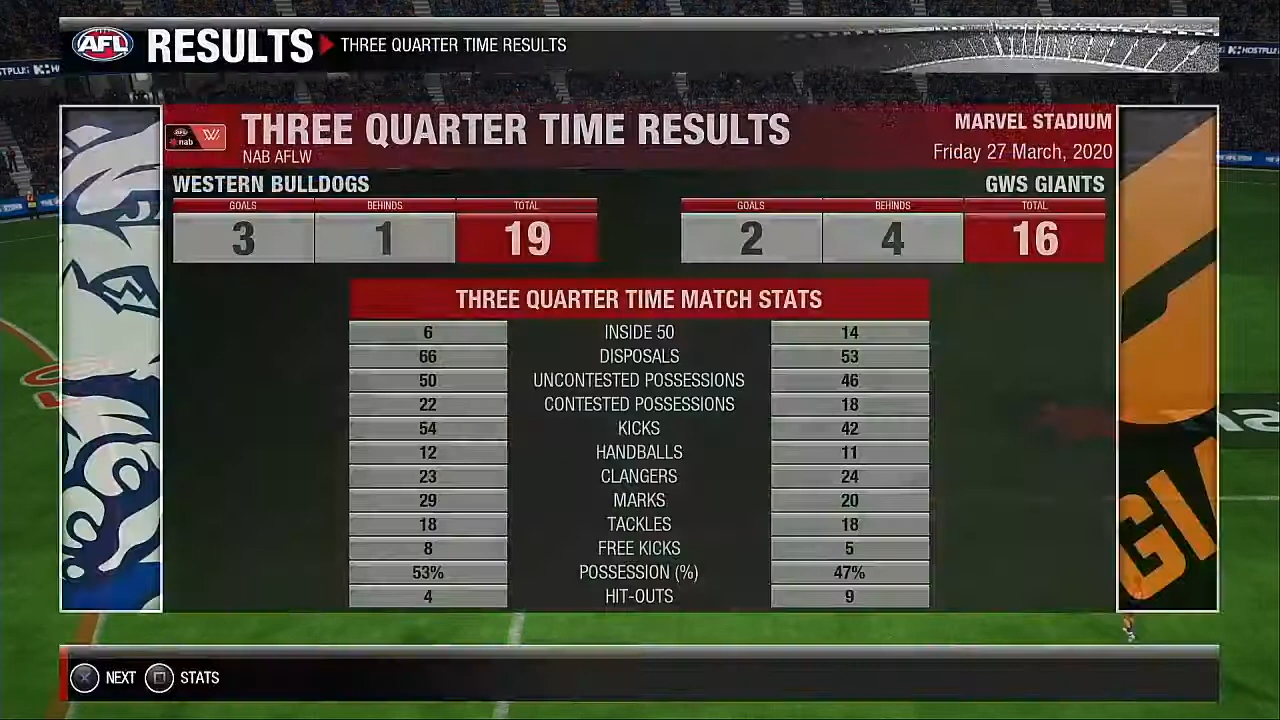 AFL RESULTS THREE QUARTER TIME RESULTS
HOSTPLUS
AFL W
nab
THREE QUARTER TIME RESULTS
NAB AFLW
MARVEL STADIUM
Friday 27 March, 2020
WESTERN BULLDOGS
GWS GIANTS
GOALS BEHINDS TOTAL
3 1 19
GOALS BEHINDS TOTAL
2 4 16
THREE QUARTER TIME MATCH STATS
6 INSIDE 50 14
66 DISPOSALS 53
50 UNCONTESTED POSSESSIONS 46
22 CONTESTED POSSESSIONS 18
54 KICKS 42
12 HANDBALLS 11
23 CLANGERS 24
29 MARKS 20
18 TACKLES 18
8 FREE KICKS 5
53% POSSESSION (%) 47%
4 HIT-OUTS 9
GIA
NEXT STATS